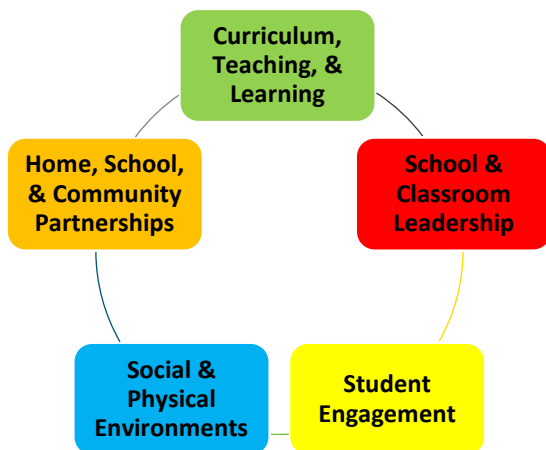 Curriculum,
Teaching, &
Learning
Home, School,
& Community
Partnerships
School &
Classroom
Leadership
Social &
Physical
Environments
Student
Engagement